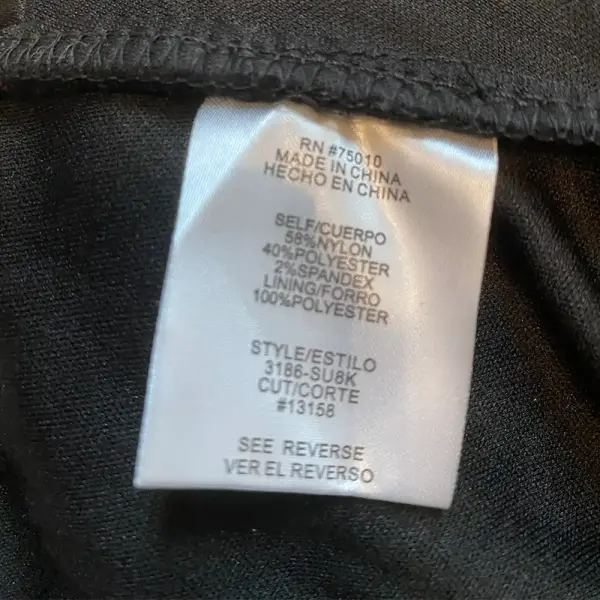 RN #75010
MADE IN CHINA
HECHO EN CHINA
SELF/CUERPO
58%NYLON
40%POLYESTER
2%SPANDEX
LINING/FORRO
100%POLYESTER
STYLE/ESTILO
3186-SU8K
CUT/CORTE
#13158
SEE REVERSE
VER EL REVERSO